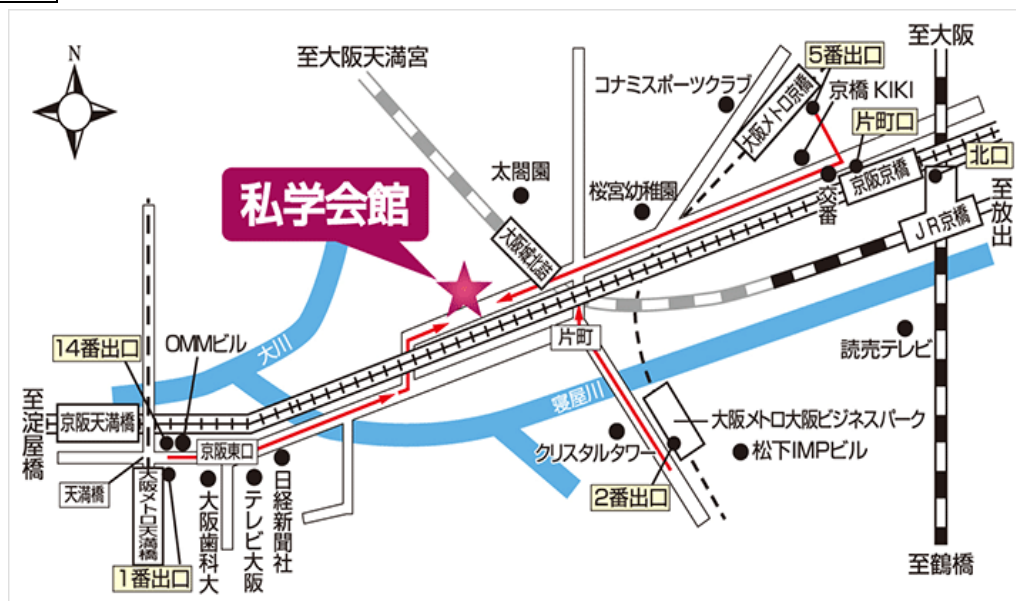 N
至大阪天満宮
5番出口
至大阪
コナミスポーツクラブ
大阪メトロ京橋
京橋 KIKI
片町口
北口
京阪京橋
交番
至放出
JR京橋
太閤園
桜宮幼稚園
私学会館
大阪城北詰
14番出口
OMMビル
大川
片町
読売テレビ
寝屋川
至淀屋橋
京阪天満橋
京阪東口
大阪メトロ大阪ビジネスパーク
クリスタルタワー
松下IMPビル
2番出口
天満橋
大阪メトロ天満橋
大阪歯科大
テレビ大阪
日経新聞社
1番出口
至鶴橋